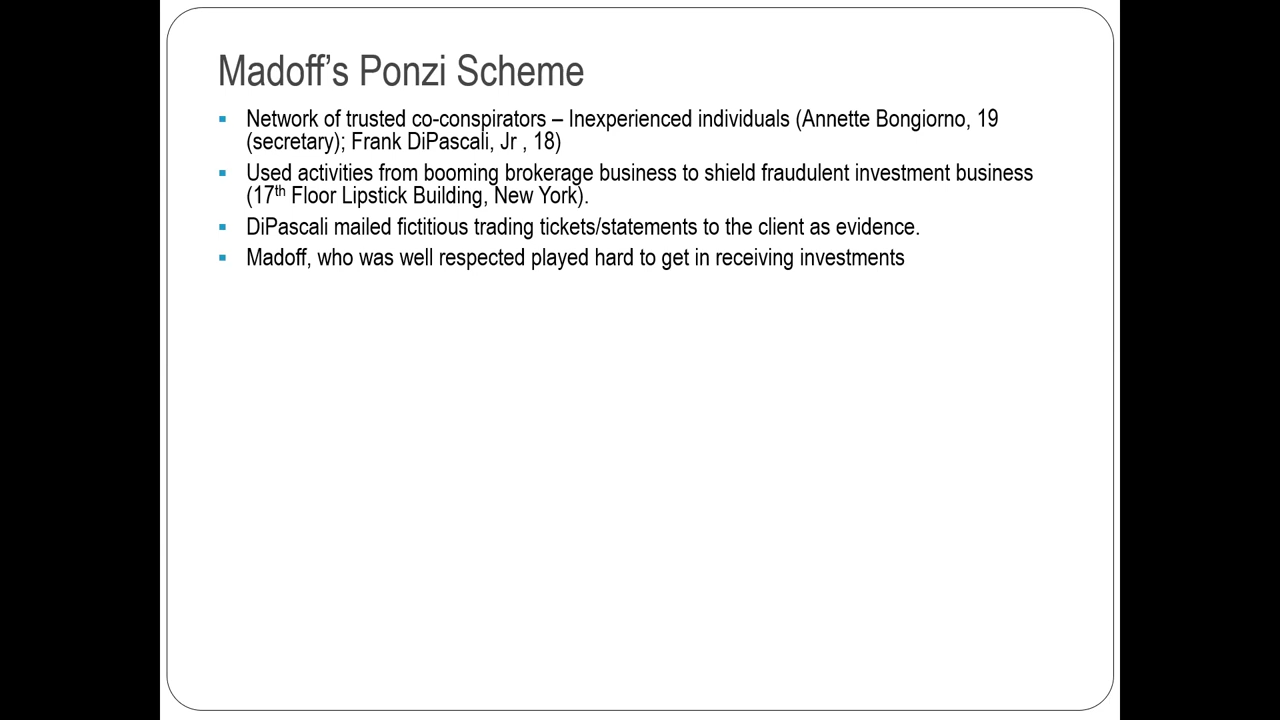 Madoff’s Ponzi Scheme
▪ Network of trusted co-conspirators – Inexperienced individuals (Annette Bongiorno, 19
(secretary); Frank DiPascali, Jr , 18)
▪ Used activities from booming brokerage business to shield fraudulent investment business
(17th Floor Lipstick Building, New York).
▪ DiPascali mailed fictitious trading tickets/statements to the client as evidence.
▪ Madoff, who was well respected played hard to get in receiving investments